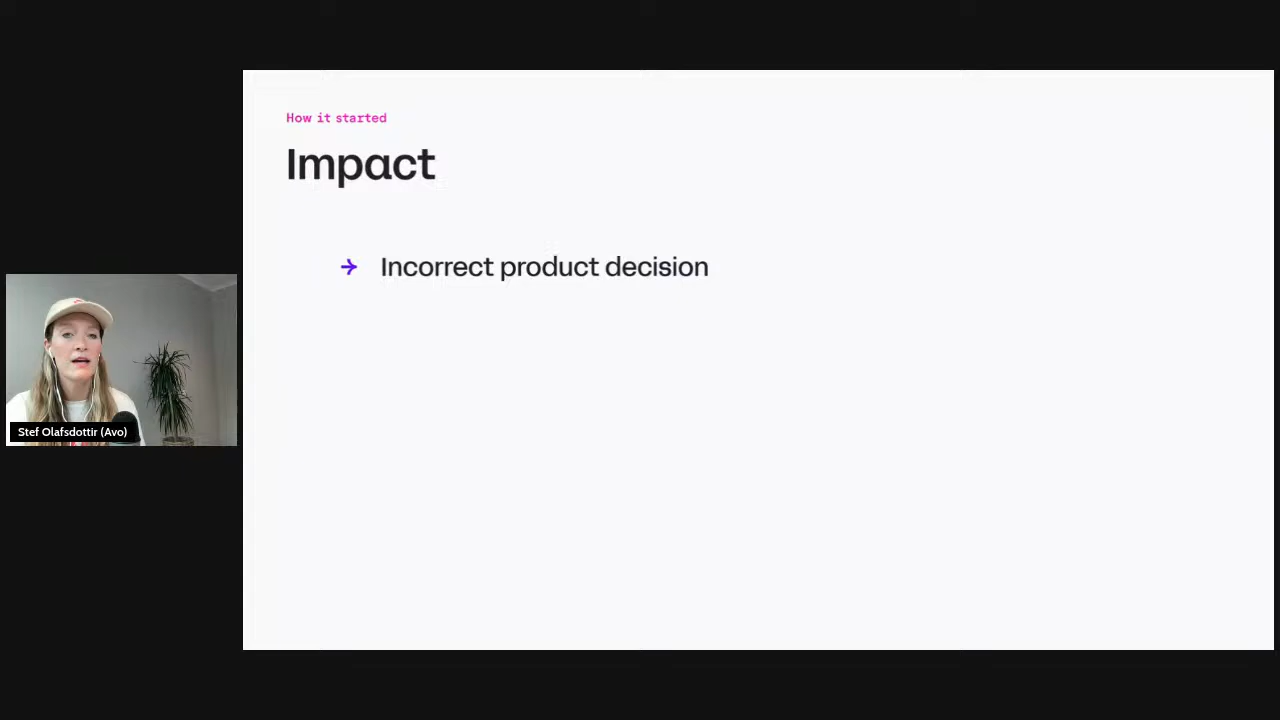 How it started
Impact
Incorrect product decision
Stef Olafsdottir (Avo)